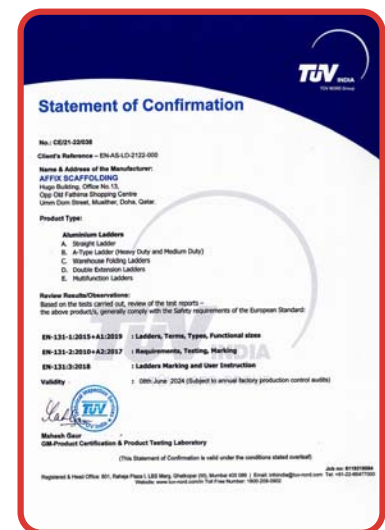 TÜV INDIA
TÜV NORD Group
Statement of Confirmation
No.: CE/21-22/038
Client's Reference – EN-AS-LD-2122-000
Name & Address of the Manufacturer:
AFFIX SCAFFOLDING
Hugo Building, Office No.13,
Opp Old Fathima Shopping Centre
Umm Dom Street, Muaither, Doha, Qatar.
Product Type:
Aluminium Ladders
A. Straight Ladder
B. A-Type Ladder (Heavy Duty and Medium Duty)
C. Warehouse Folding Ladders
D. Double Extension Ladders
E. Multifunction Ladders
Review Results/Observations:
Based on the tests carried out, review of the test reports –
the above product/s, generally comply with the Safety requirements of the European Standard:
EN-131-1:2015+A1:2019 : Ladders, Terms, Types, Functional sizes
EN-131-2:2010+A2:2017 : Requirements, Testing, Marking
EN-131:3:2018 : Ladders Marking and User Instruction
Validity : 08th June 2024 (Subject to annual factory production control audits)
TÜV
Mahesh Gaur
GM-Product Certification & Product Testing Laboratory
(This Statement of Confirmation is valid under the conditions stated overleaf)